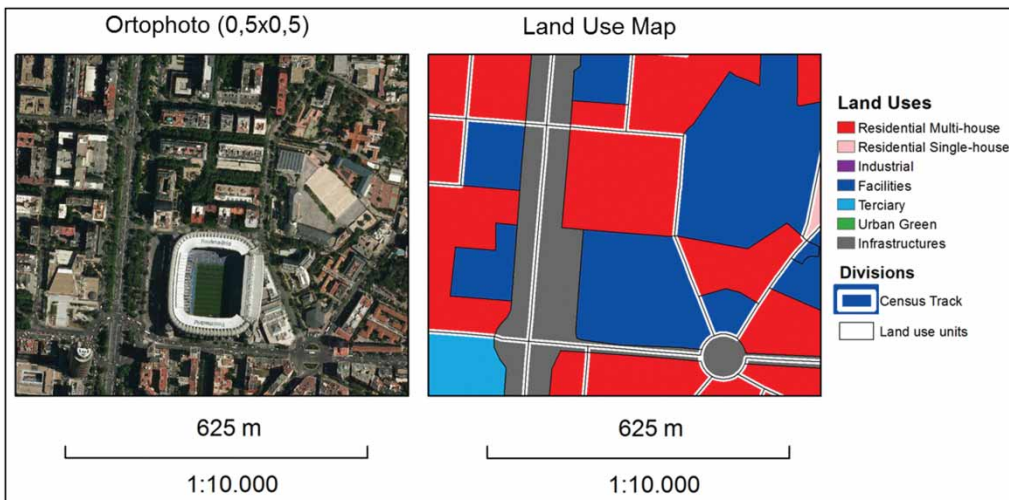 Ortophoto (0,5x0,5)
Land Use Map
Land Uses
Residential Multi-house
Residential Single-house
Industrial
Facilities
Terciary
Urban Green
Infrastructures
Divisions
Census Track
Land use units
625 m
1:10.000
625 m
1:10.000